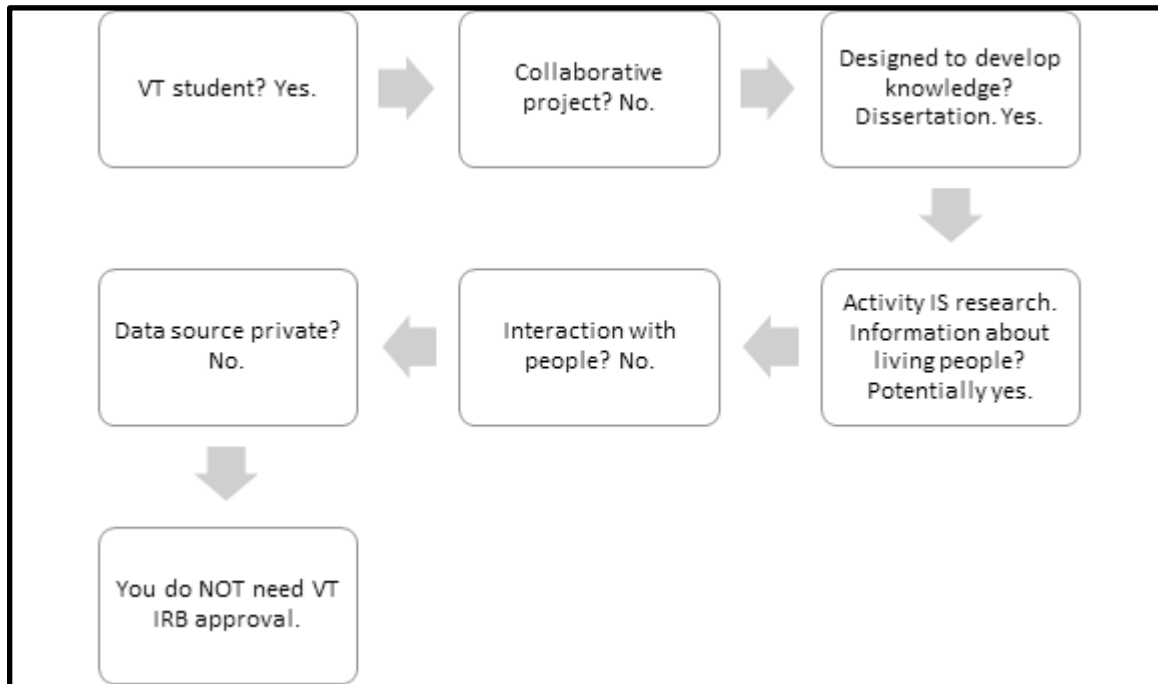 VT student? Yes.
Collaborative
project? No.
Designed to develop
knowledge?
Dissertation. Yes.
Activity IS research.
Information about
living people?
Potentially yes.
Interaction with
people? No.
Data source private?
No.
You do NOT need VT
IRB approval.